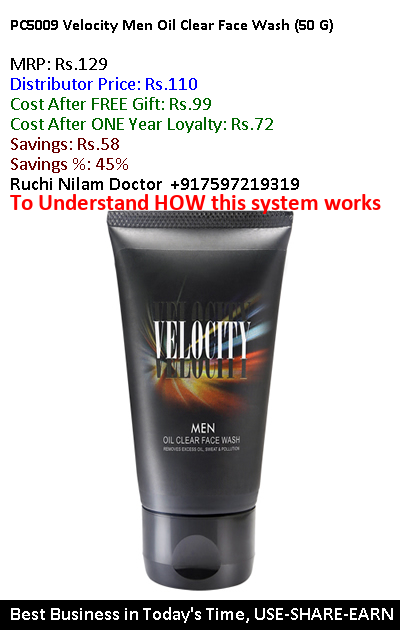 PC5009 Velocity Men Oil Clear Face Wash (50 G)
MRP: Rs.129
Distributor Price: Rs.110
Cost After FREE Gift: Rs.99
Cost After ONE Year Loyalty: Rs.72
Savings: Rs.58
Savings %: 45%
Ruchi Nilam Doctor +917597219319
To Understand HOW this system works
VELOCITY
VELOCITY
MEN
OIL CLEAR FACE WASH
REMOVES EXCESS OIL, SWEAT & POLLUTION
Best Business in Today's Time, USE-SHARE-EARN